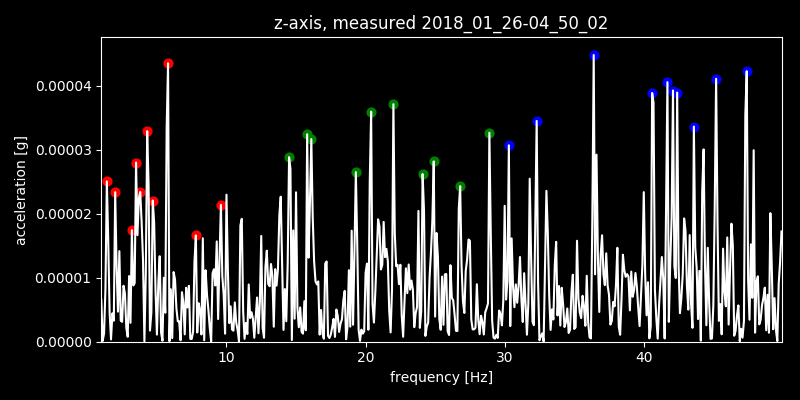 z-axis, measured 2018_01_26-04_50_02
0.00004
0.00003
0.00002
0.00001
0.00000
acceleration [g]
10 20 30 40
frequency [Hz]